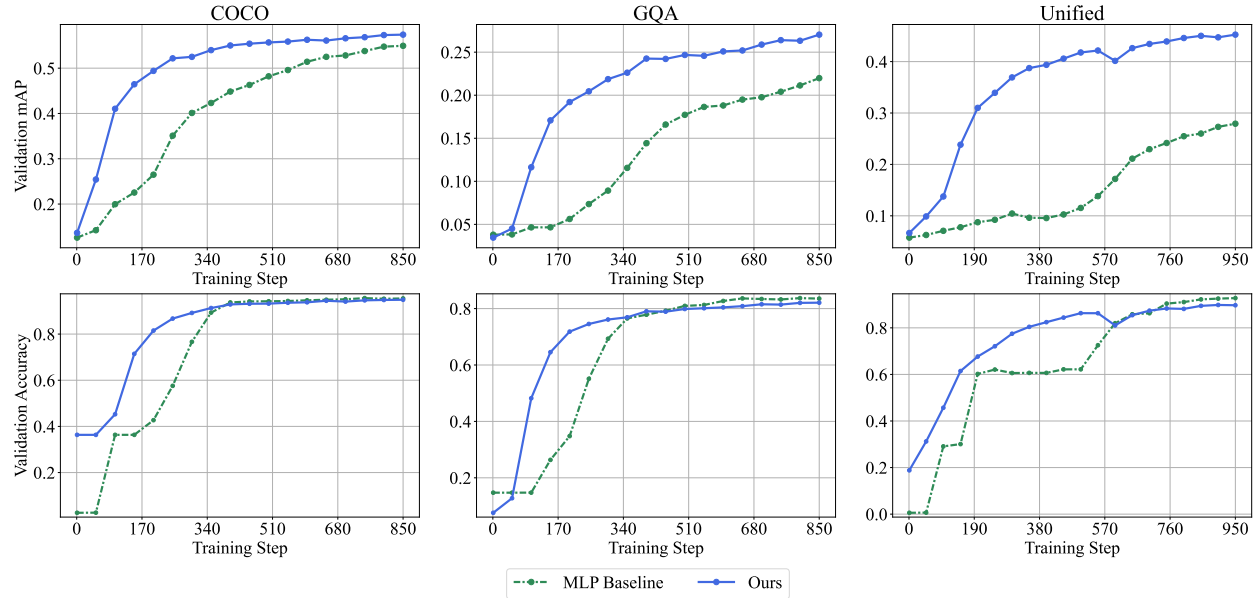 COCO
GQA
Unified
Validation mAP
0.5
0.4
0.3
0.2
0 170 340 510 680 850
Training Step
0.25
0.20
0.15
0.10
0.05
0 170 340 510 680 850
Training Step
0.4
0.3
0.2
0.1
0 190 380 570 760 950
Training Step
Validation Accuracy
0.8
0.6
0.4
0.2
0 170 340 510 680 850
Training Step
0.8
0.6
0.4
0.2
0 170 340 510 680 850
Training Step
0.8
0.6
0.4
0.2
0.0
0 190 380 570 760 950
Training Step
MLP Baseline
Ours